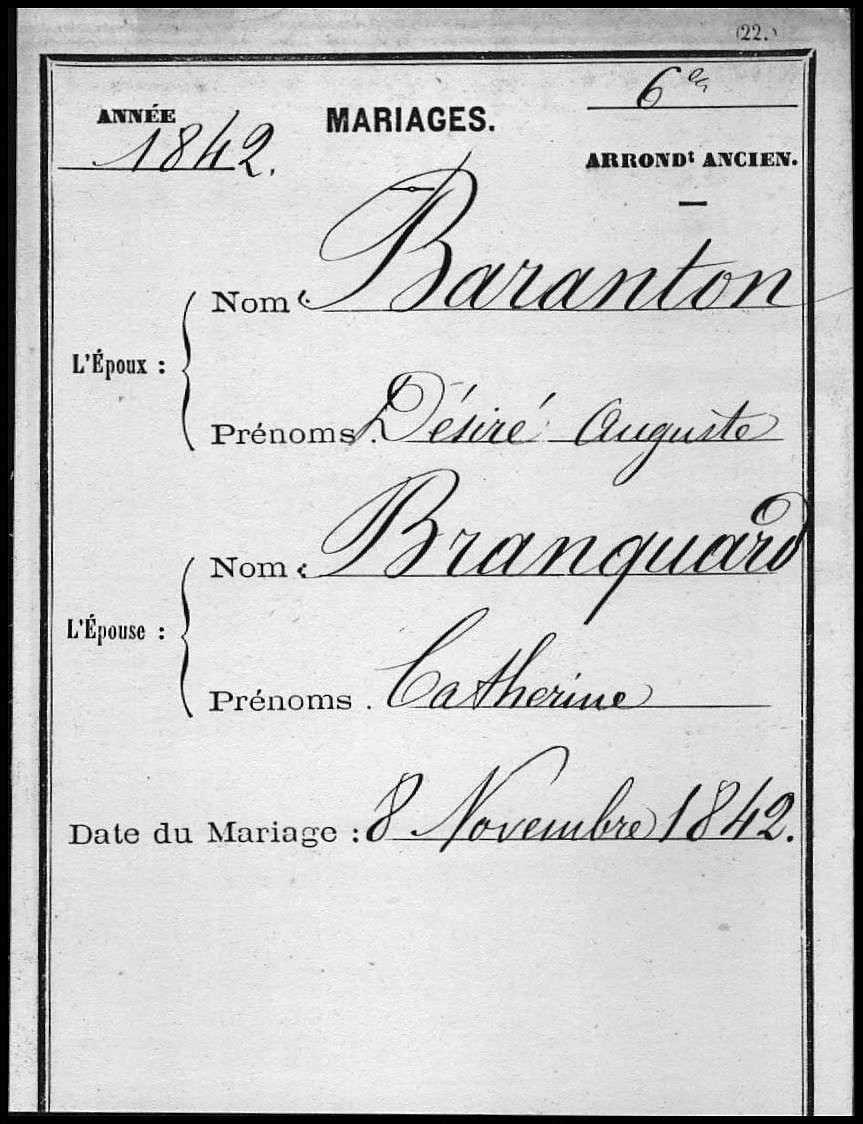 (22.)
ANNÉE
1842.
MARIAGES.
6en
ARRONDt ANCIEN.
Nom : Baranton
L'Époux :
Prénoms . Désiré Auguste
Nom : Branquard
L'Épouse :
Prénoms . Catherine
Date du Mariage : 8 Novembre 1842.